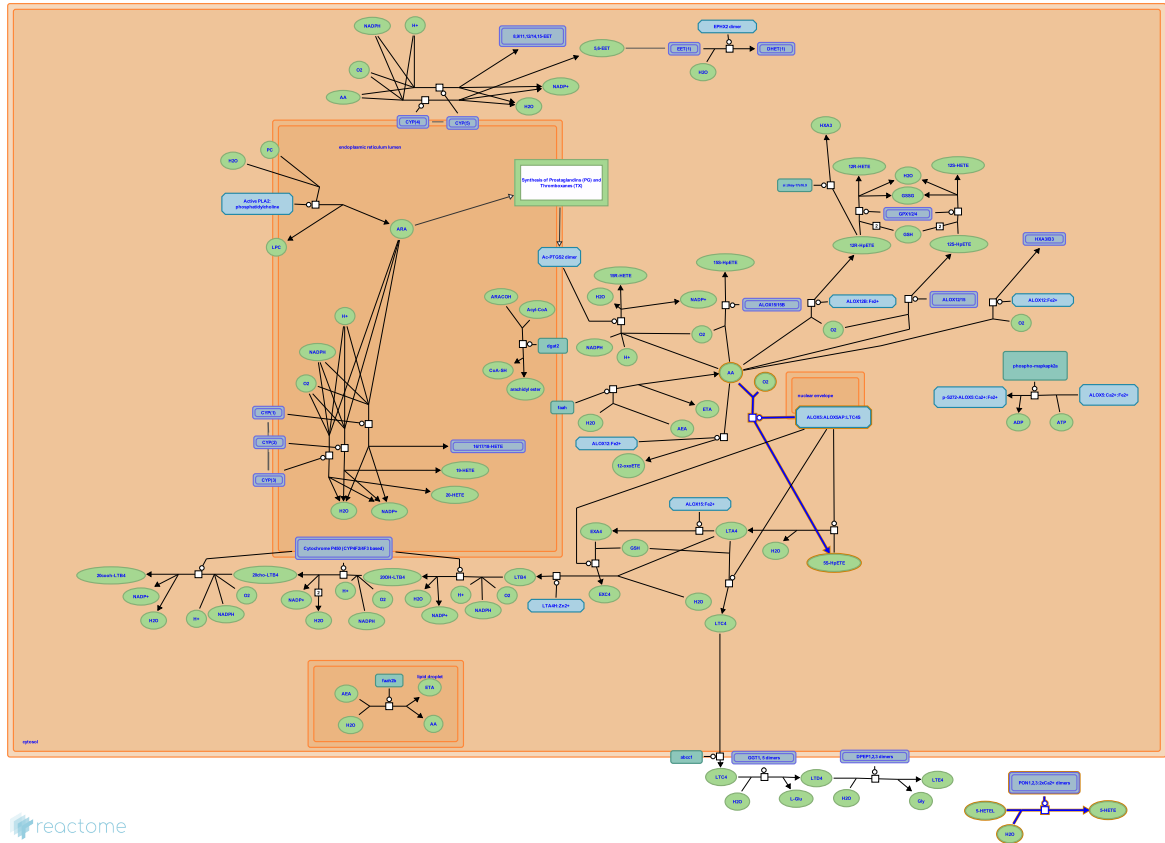 NADPH
H+
O2
AA
8,9/11,12/14,15-EET
5,6-EET
EET(1)
EPHX2 dimer
H2O
DHET(1)
NADP+
H2O
CYP(4)
CYP(5)
endoplasmic reticulum lumen
PC
H2O
Active PLA2:
phosphatidylcholine
LPC
ARA
Synthesis of Prostaglandins (PG) and
Thromboxanes (TX)
Ac-PTGS2 dimer
HXA3
12R-HETE
12S-HETE
H2O
GSSG
GPX1/2/4
2
GSH
2
12R-HpETE
12S-HpETE
HXA3/B3
15R-HETE
15S-HpETE
H2O
NADP+
ALOX15/15B
ALOX12B:Fe2+
ALOX12/15
ALOX12:Fe2+
O2
O2
O2
NADPH
H+
ARACOH
Acyl-CoA
dgat2
CoA-SH
arachidyl ester
H+
NADPH
O2
CYP(1)
CYP(2)
CYP(3)
16/17/18-HETE
19-HETE
20-HETE
H2O
NADP+
AA
O2
nuclear envelope
ALOX5:ALOX5AP:LTC4S
faah
H2O
AEA
ETA
ALOX12:Fe2+
12-oxoETE
phospho-mapkapk2a
p-S272-ALOX5:Ca2+:Fe2+
ALOX5:Ca2+:Fe2+
ADP
ATP
ALOX15:Fe2+
EXA4
LTA4
GSH
H2O
5S-HpETE
EXC4
H2O
LTC4
Cytochrome P450 (CYP4F2/4F3 based)
20cooh-LTB4
20cho-LTB4
20OH-LTB4
LTB4
LTA4H:Zn2+
NADP+
H2O
H+
NADPH
O2
NADP+
2
H2O
H+
NADPH
O2
H2O
NADP+
H+
NADPH
O2
faah2b
lipid droplet
AEA
ETA
H2O
AA
cytosol
abcc1
GGT1, 5 dimers
DPEP1,2,3 dimers
LTC4
LTD4
LTE4
H2O
L-Glu
H2O
Gly
PON1,2,3:2xCa2+ dimers
5-HETEL
5-HETE
H2O
reactome